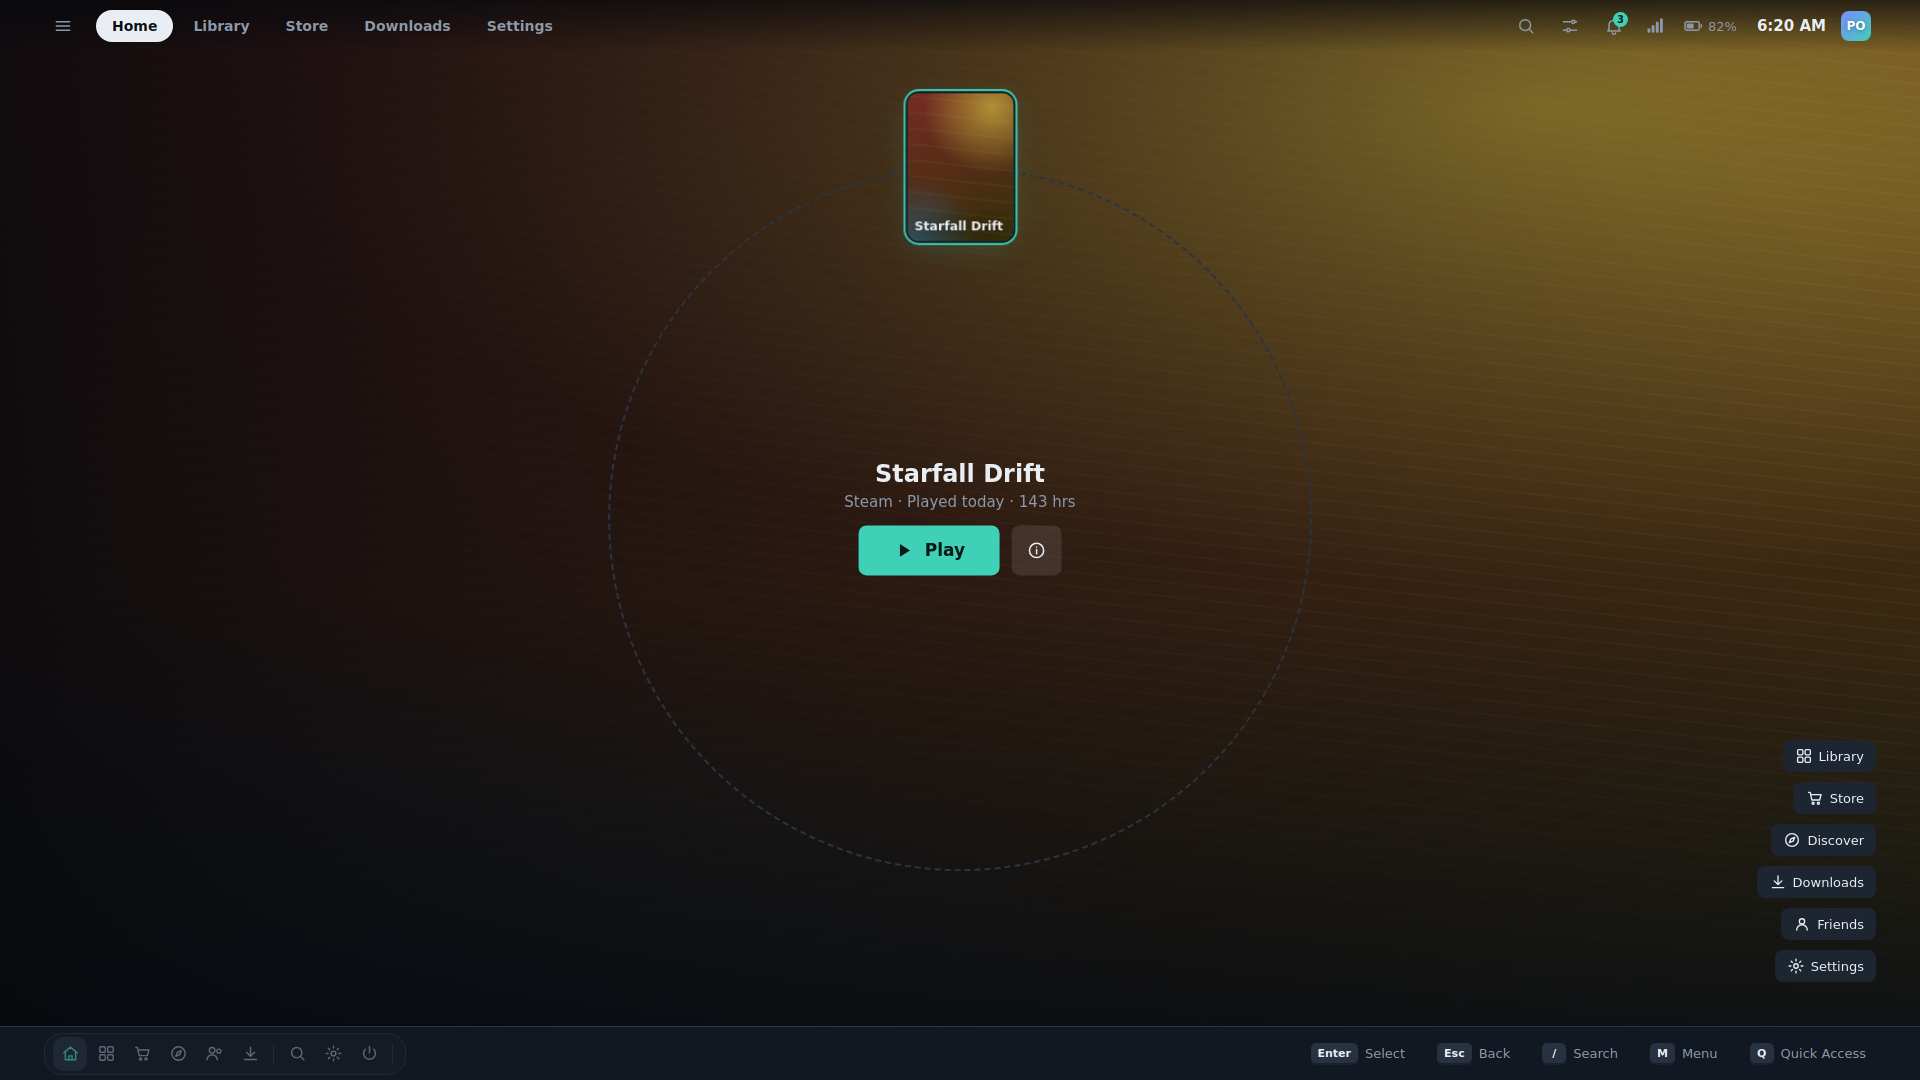 Home
Library
Store
Downloads
Settings
3
82%
6:20 AM
PO
Starfall Drift
Starfall Drift
Steam · Played today · 143 hrs
Play
Library
Store
Discover
Downloads
Friends
Settings
Enter Select
Esc Back
/ Search
M Menu
Q Quick Access